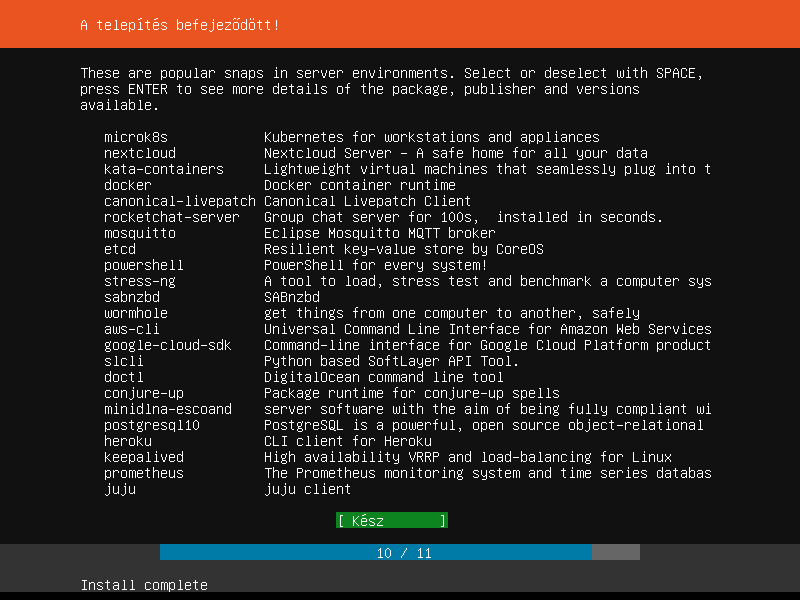 A telepítés befejeződött!
These are popular snaps in server environments. Select or deselect with SPACE,
press ENTER to see more details of the package, publisher and versions
available.
microk8s Kubernetes for workstations and appliances
nextcloud Nextcloud Server - A safe home for all your data
kata-containers Lightweight virtual machines that seamlessly plug into t
docker Docker container runtime
canonical-livepatch Canonical Livepatch Client
rocketchat-server Group chat server for 100s,  installed in seconds.
mosquitto Eclipse Mosquitto MQTT broker
etcd Resilient key-value store by CoreOS
powershell PowerShell for every system!
stress-ng A tool to load, stress test and benchmark a computer sys
sabnzbd SABnzbd
wormhole get things from one computer to another, safely
aws-cli Universal Command Line Interface for Amazon Web Services
google-cloud-sdk Command-line interface for Google Cloud Platform product
slcli Python based SoftLayer API Tool.
doctl DigitalOcean command line tool
conjure-up Package runtime for conjure-up spells
minidlna-escoand server software with the aim of being fully compliant wi
postgresql10 PostgreSQL is a powerful, open source object-relational
heroku CLI client for Heroku
keepalived High availability VRRP and load-balancing for Linux
prometheus The Prometheus monitoring system and time series databas
juju juju client
[ Kész ]
10 / 11
Install complete